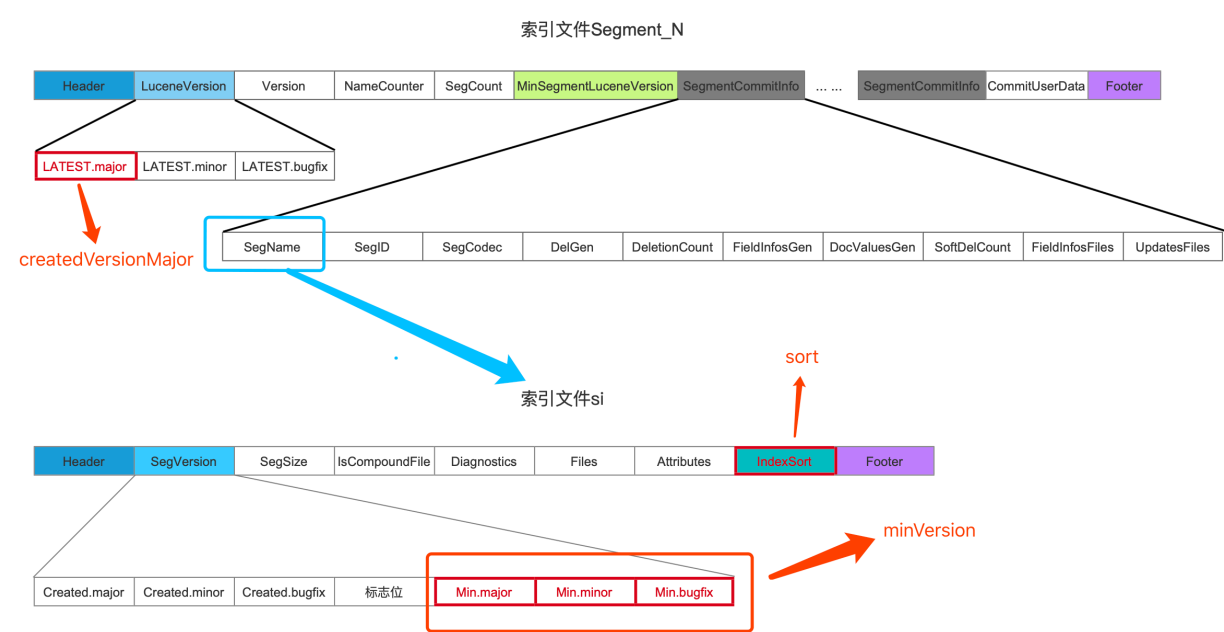 索引文件Segment_N
Header LuceneVersion Version NameCounter SegCount MinSegmentLuceneVersion SegmentCommitInfo ... ... SegmentCommitInfo CommitUserData Footer
LATEST.major LATEST.minor LATEST.bugfix
createdVersionMajor
SegName SegID SegCodec DelGen DeletionCount FieldInfosGen DocValuesGen SoftDelCount FieldInfosFiles UpdatesFiles
sort
索引文件si
Header SegVersion SegSize IsCompoundFile Diagnostics Files Attributes IndexSort Footer
minVersion
Created.major Created.minor Created.bugfix 标志位 Min.major Min.minor Min.bugfix